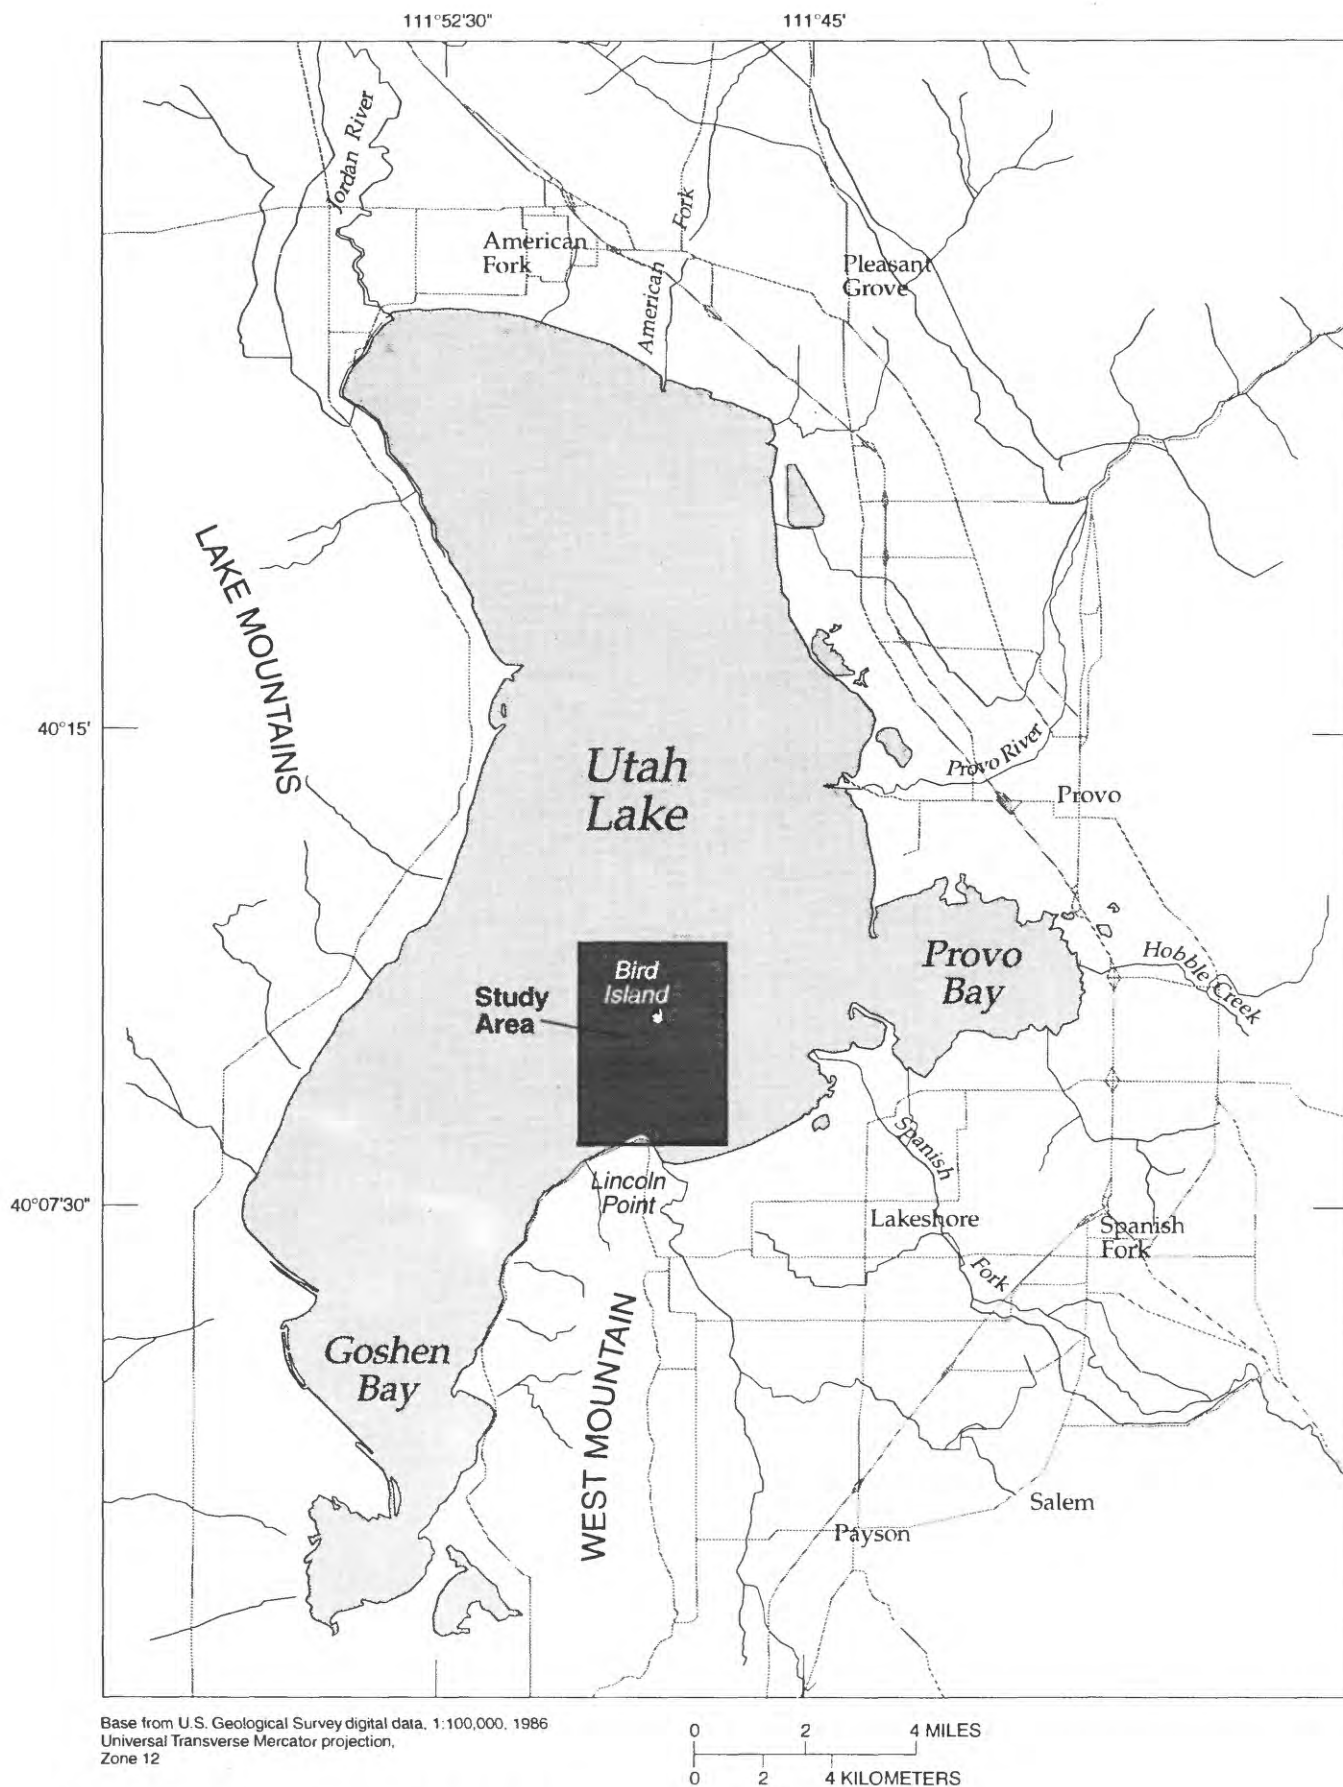 111°52'30"
111°45'
Jordan River
American
Fork
American
Fork
Pleasant
Grove
LAKE MOUNTAINS
40°15'
Utah
Lake
Provo River
Provo
Bird
Island
Study
Area
Provo
Bay
Hobble Creek
Spanish
Fork
40°07'30"
Lincoln
Point
Lakeshore
Spanish
Fork
Goshen
Bay
WEST MOUNTAIN
Salem
Payson
Base from U.S. Geological Survey digital data, 1:100,000, 1986
Universal Transverse Mercator projection,
Zone 12
0 2 4 MILES
0 2 4 KILOMETERS